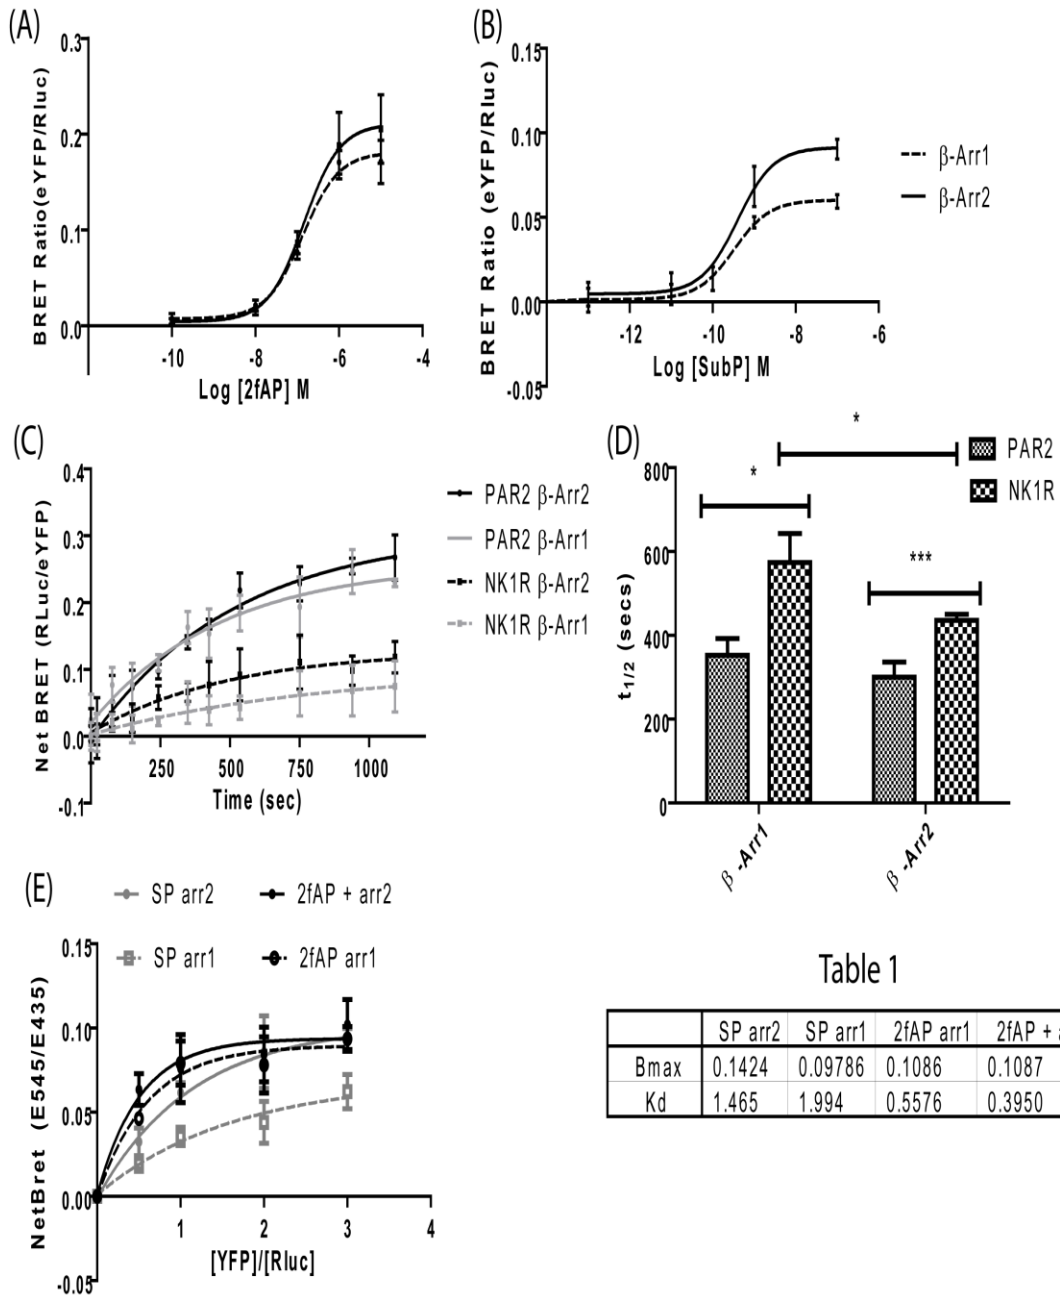 (A)
BRET Ratio(eYFP/Rluc)
0.3
0.2
0.1
0.0
-10
-8
-6
-4
Log [2fAP] M
(B)
BRET Ratio (eYFP/Rluc)
0.15
0.10
0.05
0.00
-0.05
-12
-10
-8
-6
Log [SubP] M
β-Arr1
β-Arr2
(C)
Net BRET (RLuc/eYFP)
0.4
0.3
0.2
0.1
0.0
-0.1
250
500
750
1000
Time (sec)
PAR2 β-Arr2
PAR2 β-Arr1
NK1R β-Arr2
NK1R β-Arr1
(D)
t1/2 (secs)
800
600
400
200
0
*
*
***
PAR2
NK1R
β -Arr1
β -Arr2
(E)
SP arr2
2fAP + arr2
SP arr1
2fAP arr1
NetBret (E545/E435)
0.15
0.10
0.05
0.00
-0.05
1
2
3
4
[YFP]/[Rluc]
Table 1
SP arr2 SP arr1 2fAP arr1 2fAP + a
Bmax 0.1424 0.09786 0.1086 0.1087
Kd 1.465 1.994 0.5576 0.3950